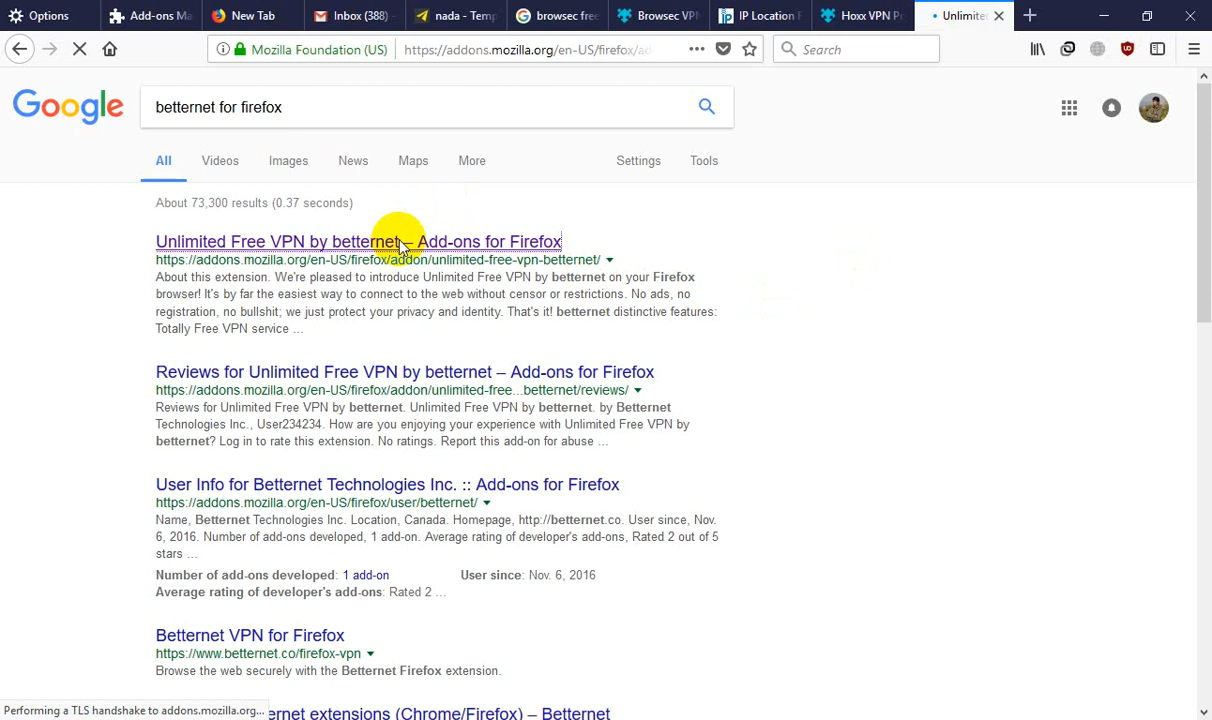 Options
Add-ons Ma
New Tab
Inbox (388) -
nada - Temp
browsec free
Browsec VPN
IP Location F
Hoxx VPN Pr
Unlimite
Mozilla Foundation (US)
https://addons.mozilla.org/en-US/firefox/ad
Search
Google
betternet for firefox
All
Videos
Images
News
Maps
More
Settings
Tools
About 73,300 results (0.37 seconds)
Unlimited Free VPN by betternet – Add-ons for Firefox
https://addons.mozilla.org/en-US/firefox/addon/unlimited-free-vpn-betternet/
About this extension. We're pleased to introduce Unlimited Free VPN by betternet on your Firefox
browser! It's by far the easiest way to connect to the web without censor or restrictions. No ads, no
registration, no bullshit; we just protect your privacy and identity. That's it! betternet distinctive features:
Totally Free VPN service ...
Reviews for Unlimited Free VPN by betternet – Add-ons for Firefox
https://addons.mozilla.org/en-US/firefox/addon/unlimited-free...betternet/reviews/
Reviews for Unlimited Free VPN by betternet. Unlimited Free VPN by betternet. by Betternet
Technologies Inc., User234234. How are you enjoying your experience with Unlimited Free VPN by
betternet? Log in to rate this extension. No ratings. Report this add-on for abuse ...
User Info for Betternet Technologies Inc. :: Add-ons for Firefox
https://addons.mozilla.org/en-US/firefox/user/betternet/
Name, Betternet Technologies Inc. Location, Canada. Homepage, http://betternet.co. User since, Nov.
6, 2016. Number of add-ons developed, 1 add-on. Average rating of developer's add-ons, Rated 2 out of 5
stars ...
Number of add-ons developed: 1 add-on
User since: Nov. 6, 2016
Average rating of developer's add-ons: Rated 2 ...
Betternet VPN for Firefox
https://www.betternet.co/firefox-vpn
Browse the web securely with the Betternet Firefox extension.
ernet extensions (Chrome/Firefox) – Betternet
Performing a TLS handshake to addons.mozilla.org...